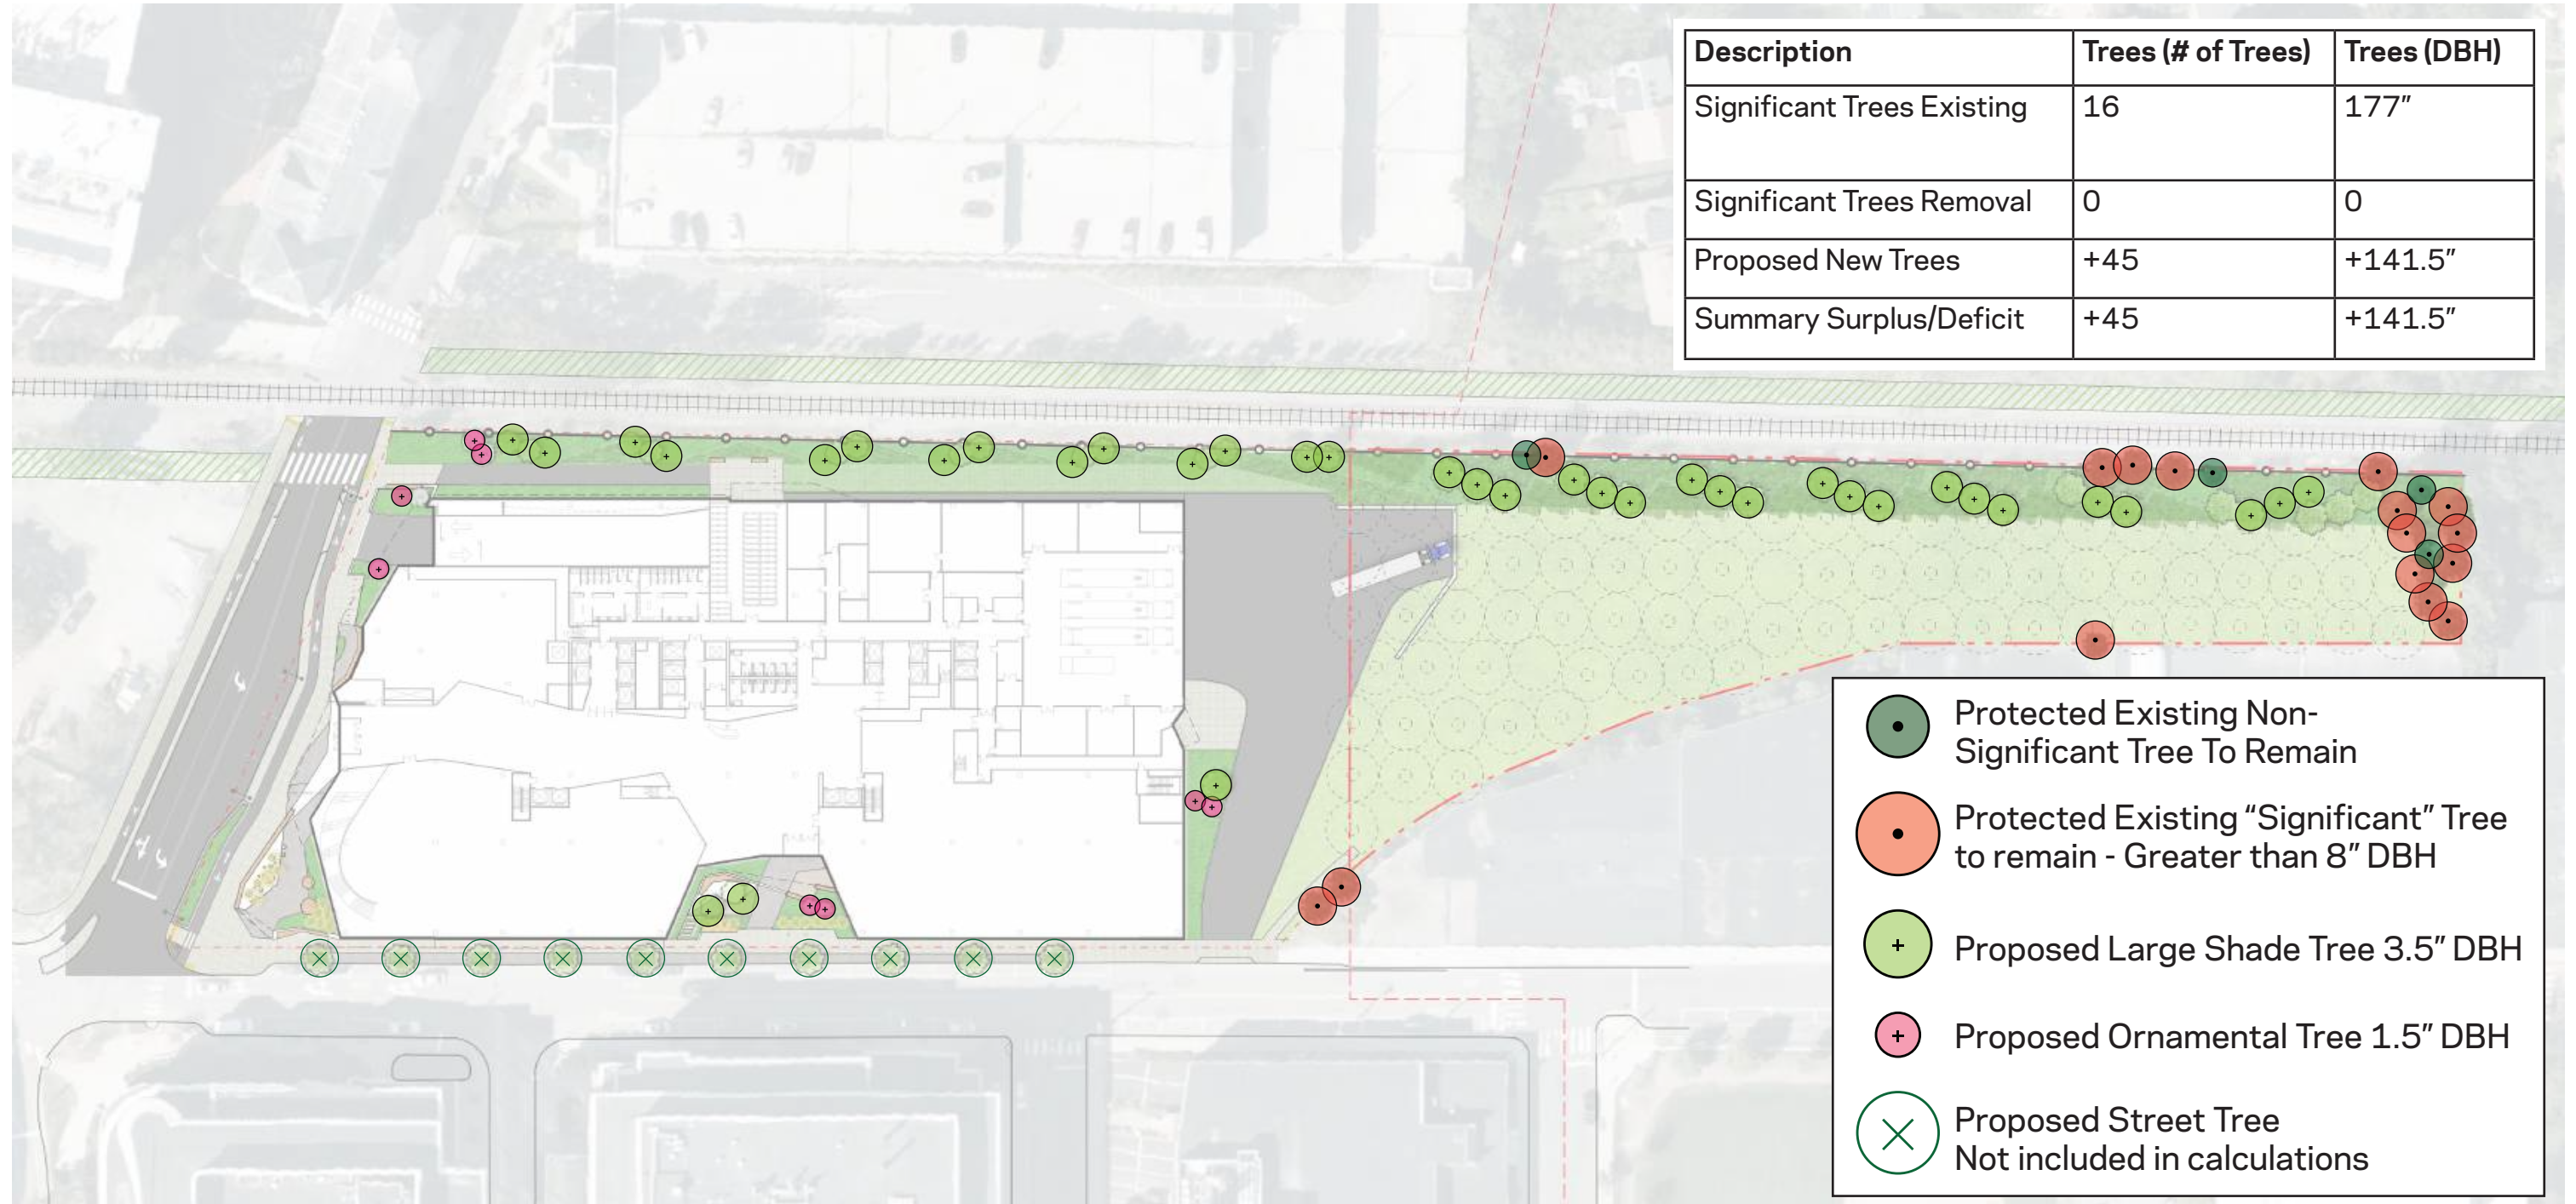 Description Trees (# of Trees) Trees (DBH)
Significant Trees Existing 16 177″
Significant Trees Removal 0 0
Proposed New Trees +45 +141.5″
Summary Surplus/Deficit +45 +141.5″
Protected Existing Non-
Significant Tree To Remain
Protected Existing “Significant” Tree
to remain - Greater than 8″ DBH
Proposed Large Shade Tree 3.5″ DBH
Proposed Ornamental Tree 1.5″ DBH
Proposed Street Tree
Not included in calculations